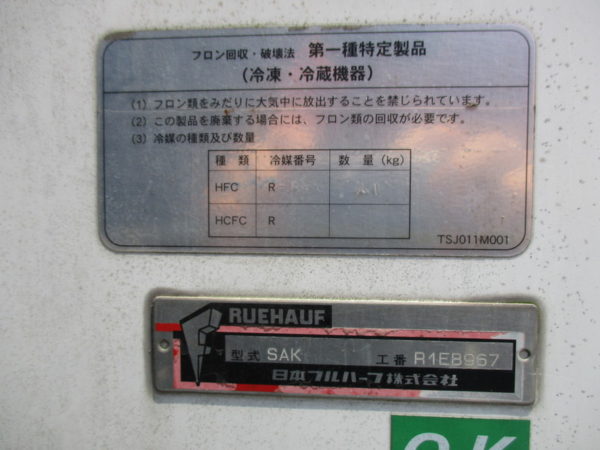 フロン回収・破壊法 第一種特定製品
(冷凍・冷蔵機器)
(1) フロン類をみだりに大気中に放出することを禁じられています。
(2) この製品を廃棄する場合には、フロン類の回収が必要です。
(3) 冷媒の種類及び数量
種 類 冷媒番号 数 量 (kg)
HFC R
HCFC R
TSJ011M001
RUEHAUF
型式 SAK 工番 R1E8967
日本フルハーフ株式会社
OK